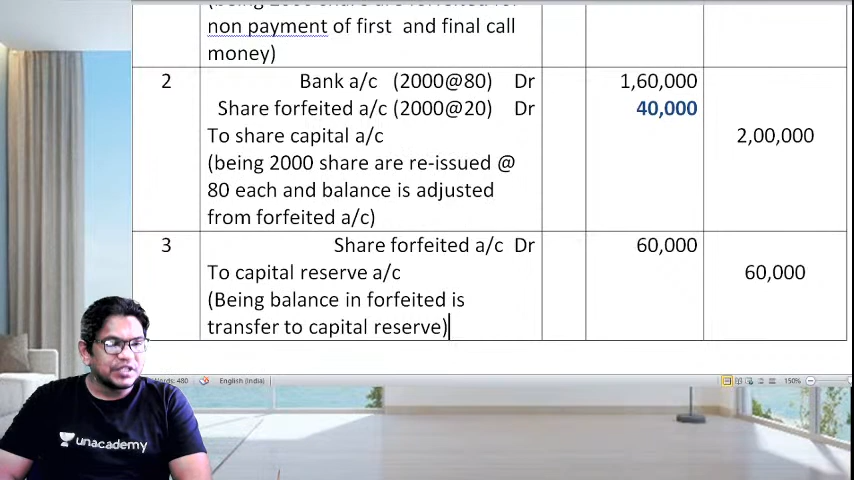 non payment of first and final call
money)
2
Bank a/c (2000@80) Dr
1,60,000
Share forfeited a/c (2000@20) Dr
40,000
To share capital a/c
2,00,000
(being 2000 share are re-issued @
80 each and balance is adjusted
from forfeited a/c)
3
Share forfeited a/c Dr
60,000
To capital reserve a/c
60,000
(Being balance in forfeited is
transfer to capital reserve)
Words: 480
English (India)
150%
unacademy